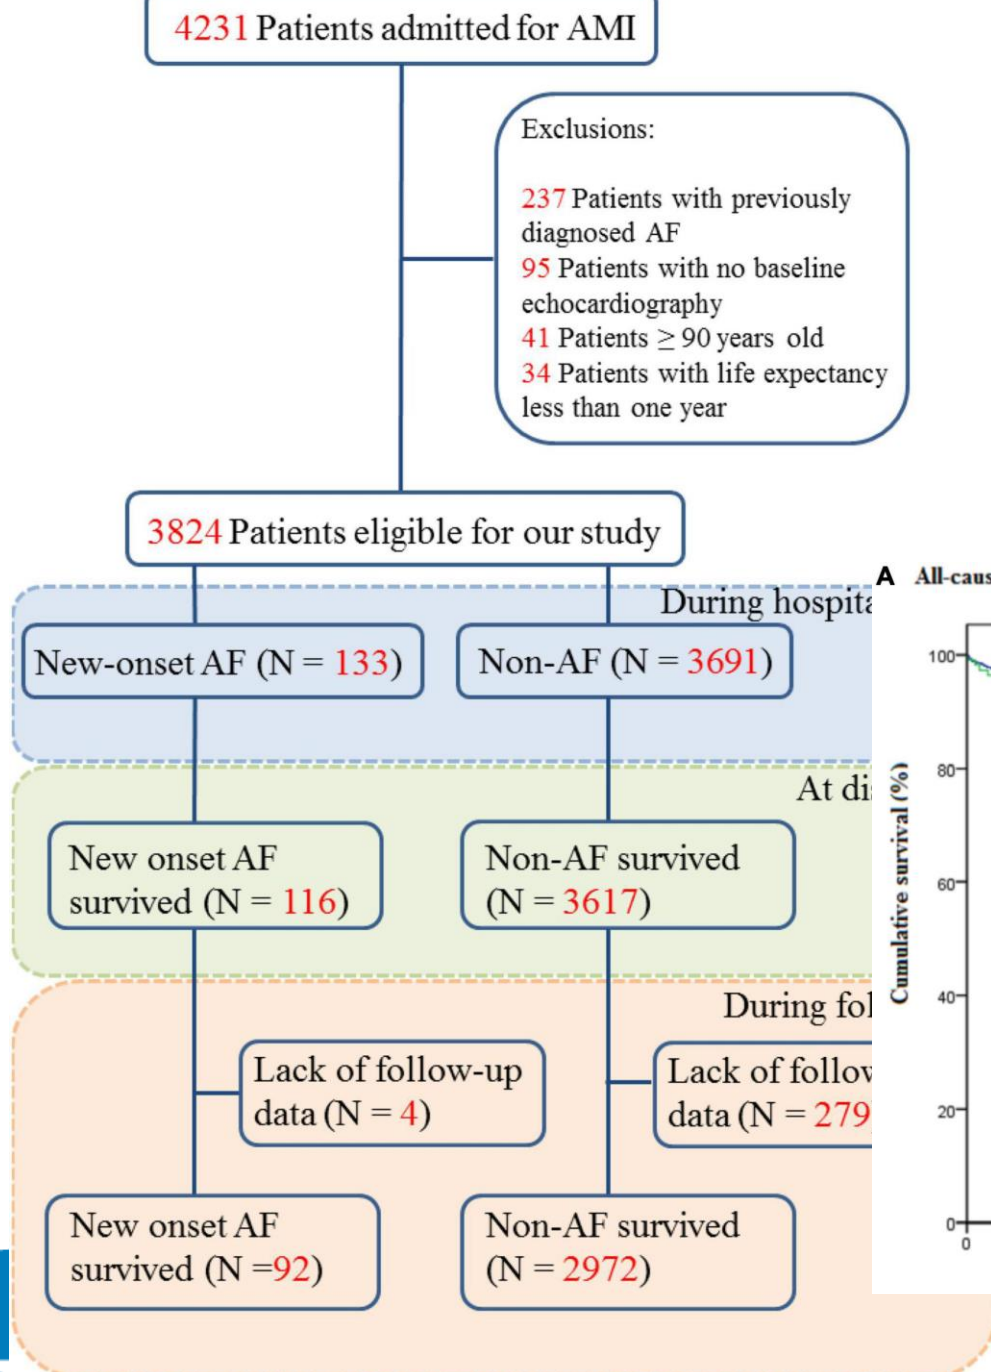 4231 Patients admitted for AMI
Exclusions:
237 Patients with previously
diagnosed AF
95 Patients with no baseline
echocardiography
41 Patients ≥ 90 years old
34 Patients with life expectancy
less than one year
3824 Patients eligible for our study
During
New-onset AF (N = 133)
Non-AF (N = 3691)
At
New onset AF
survived (N = 116)
Non-AF survived
(N = 3617)
During
Lack of follow-up
data (N = 4)
Lack of
data (N = 279
New onset AF
survived (N =92)
Non-AF survived
(N = 2972)
A
Cumulative survival (%)
100
80
60
40
20
0
0